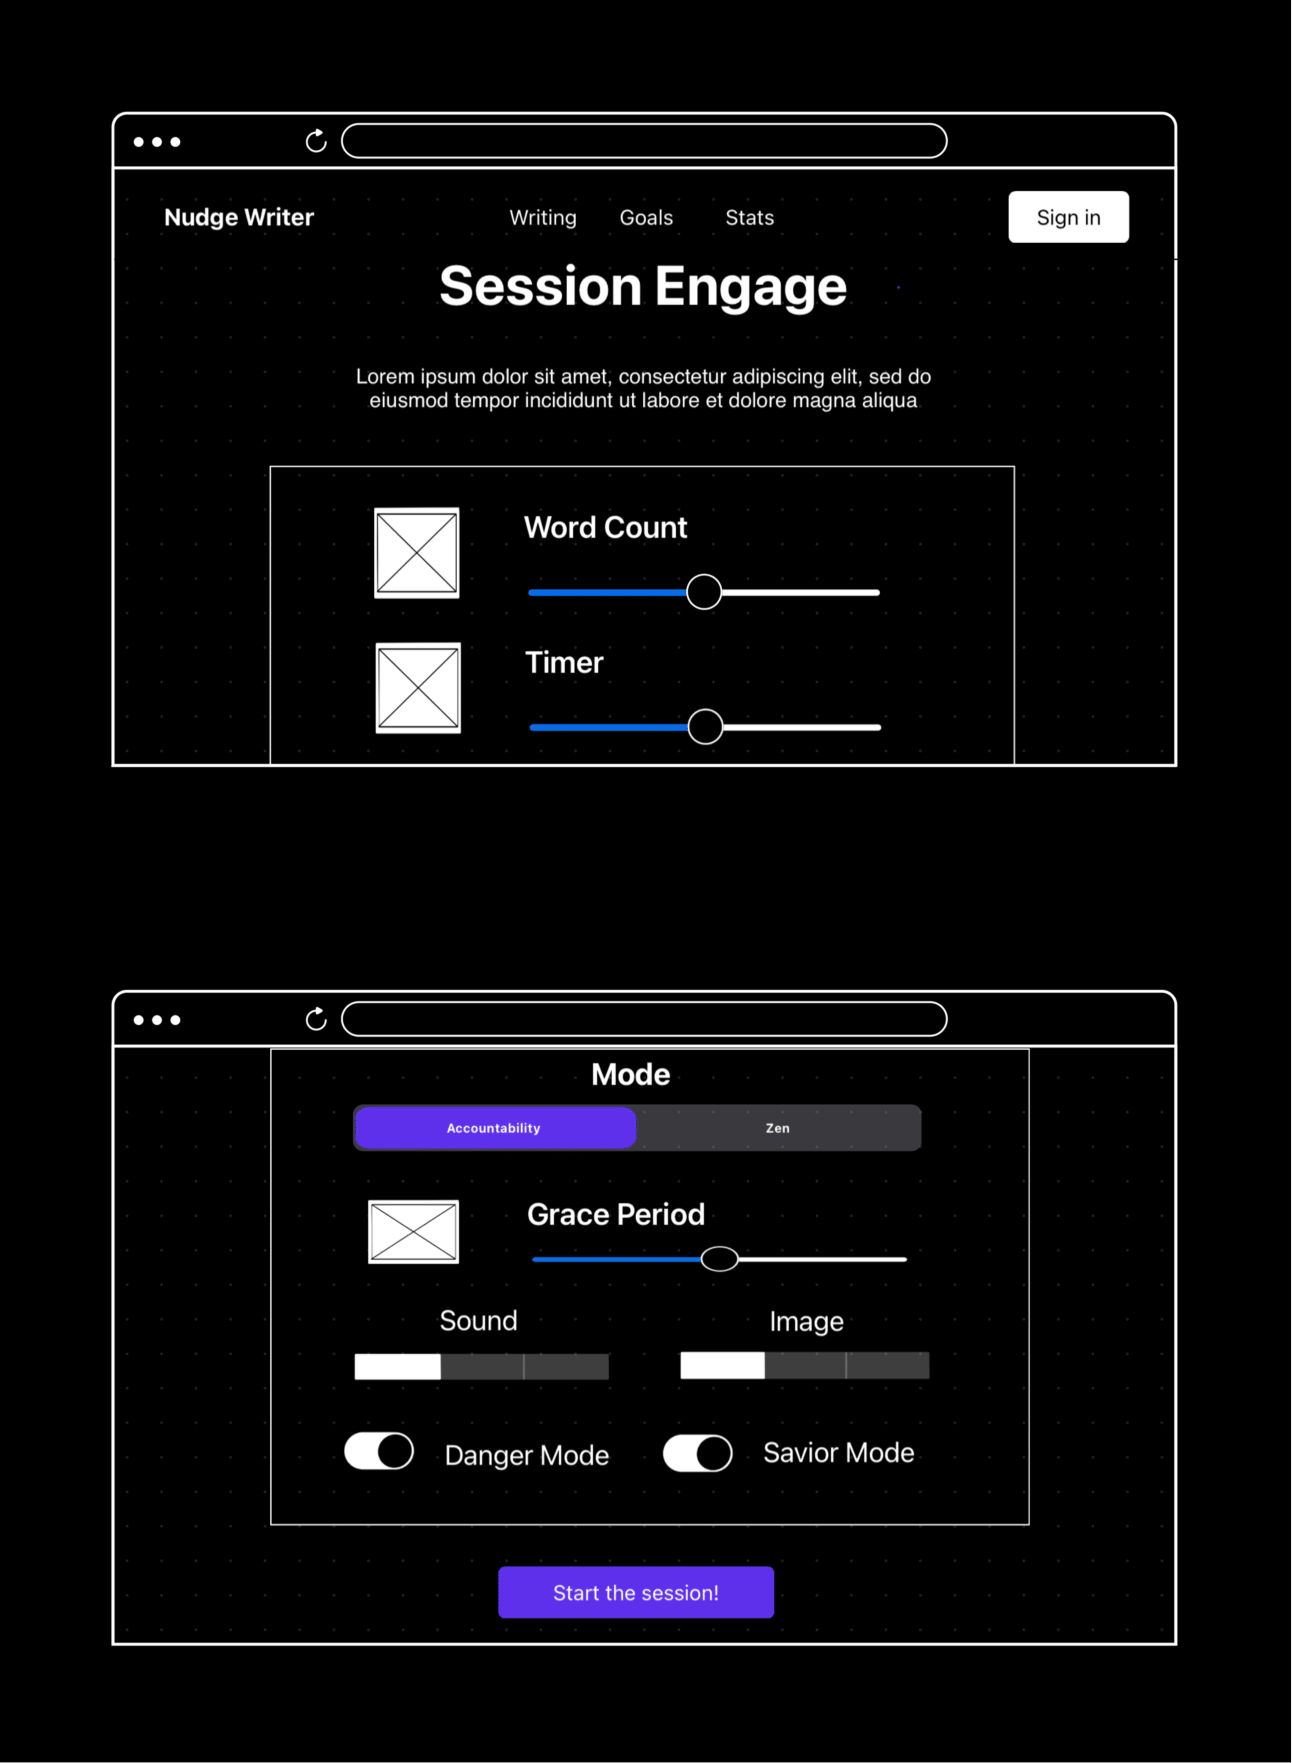 Nudge Writer
Writing
Goals
Stats
Sign in
Session Engage
Lorem ipsum dolor sit amet, consectetur adipiscing elit, sed do
eiusmod tempor incididunt ut labore et dolore magna aliqua
Word Count
Timer
Mode
Accountability
Zen
Grace Period
Sound
Image
Danger Mode
Savior Mode
Start the session!